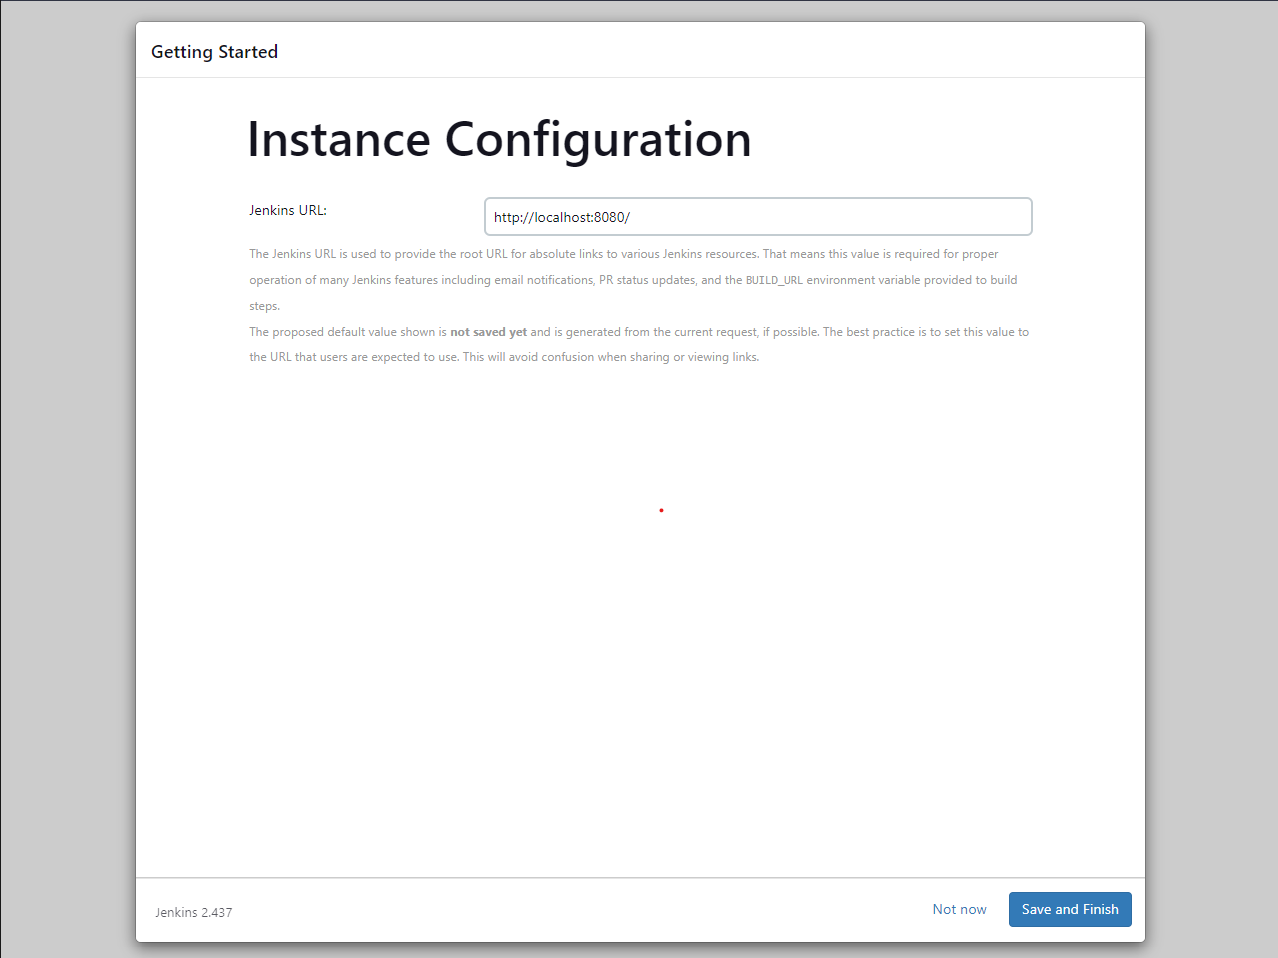 Getting Started
Instance Configuration
Jenkins URL:
http://localhost:8080/
The Jenkins URL is used to provide the root URL for absolute links to various Jenkins resources. That means this value is required for proper
operation of many Jenkins features including email notifications, PR status updates, and the BUILD_URL environment variable provided to build
steps.
The proposed default value shown is not saved yet and is generated from the current request, if possible. The best practice is to set this value to
the URL that users are expected to use. This will avoid confusion when sharing or viewing links.
Jenkins 2.437
Not now
Save and Finish